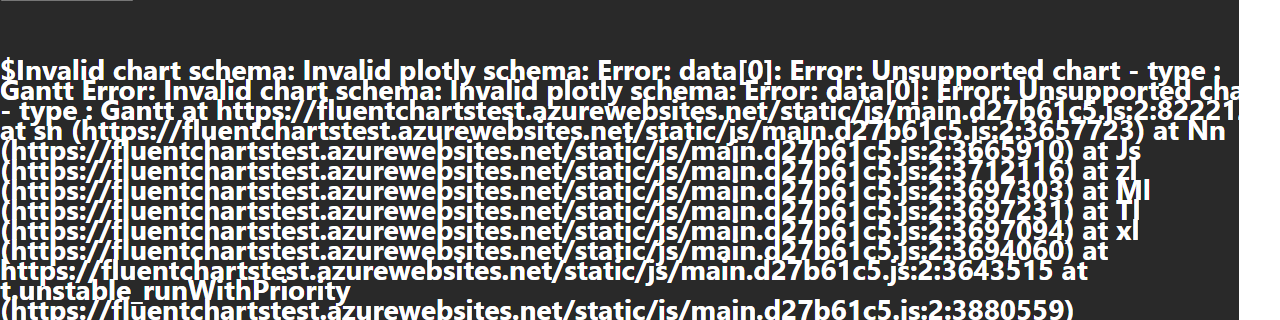 $Invalid chart schema: Invalid plotly schema: Error: data[0]: Error: Unsupported chart - type :
Gantt Error: Invalid chart schema: Invalid plotly schema: Error: data[0]: Error: Unsupported cha
- type : Gantt at https://fluentchartstest.azurewebsites.net/static/js/main.d27b61c5.js:2:822212
at sh (https://fluentchartstest.azurewebsites.net/static/js/main.d27b61c5.js:2:3657723) at Nn
(https://fluentchartstest.azurewebsites.net/static/js/main.d27b61c5.js:2:3665910) at Js
(https://fluentchartstest.azurewebsites.net/static/js/main.d27b61c5.js:2:3712116) at zl
(https://fluentchartstest.azurewebsites.net/static/js/main.d27b61c5.js:2:3697303) at Ml
(https://fluentchartstest.azurewebsites.net/static/js/main.d27b61c5.js:2:3697231) at Tl
(https://fluentchartstest.azurewebsites.net/static/js/main.d27b61c5.js:2:3697094) at xl
(https://fluentchartstest.azurewebsites.net/static/js/main.d27b61c5.js:2:3694060) at
https://fluentchartstest.azurewebsites.net/static/js/main.d27b61c5.js:2:3643515 at
t.unstable_runWithPriority
(https://fluentchartstest.azurewebsites.net/static/js/main.d27b61c5.js:2:3880559)